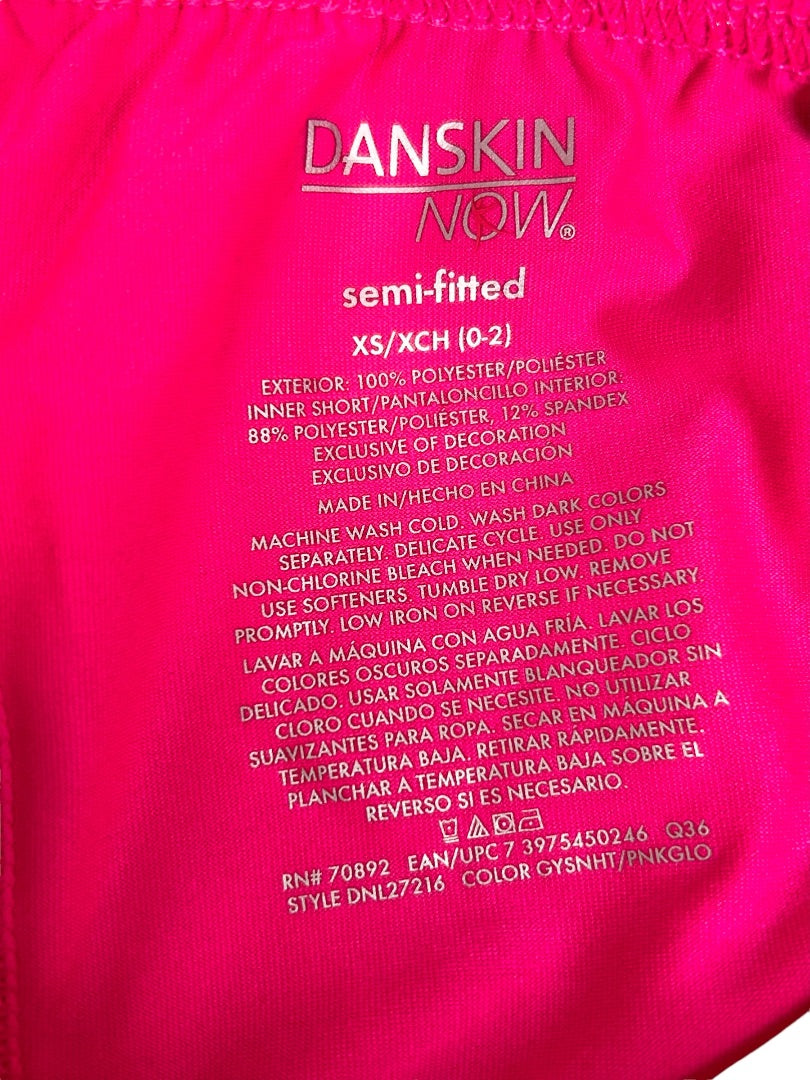 DANSKIN
NOW®
semi-fitted
XS/XCH (0-2)
EXTERIOR: 100% POLYESTER/POLIÉSTER
INNER SHORT/PANTALONCILLO INTERIOR:
88% POLYESTER/POLIÉSTER, 12% SPANDEX
EXCLUSIVE OF DECORATION
EXCLUSIVO DE DECORACIÓN
MADE IN/HECHO EN CHINA
MACHINE WASH COLD. WASH DARK COLORS
SEPARATELY. DELICATE CYCLE. USE ONLY
NON-CHLORINE BLEACH WHEN NEEDED. DO NOT
USE SOFTENERS. TUMBLE DRY LOW. REMOVE
PROMPTLY. LOW IRON ON REVERSE IF NECESSARY.
LAVAR A MÁQUINA CON AGUA FRÍA. LAVAR LOS
COLORES OSCUROS SEPARADAMENTE. CICLO
DELICADO. USAR SOLAMENTE BLANQUEADOR SIN
CLORO CUANDO SE NECESITE. NO UTILIZAR
SUAVIZANTES PARA ROPA. SECAR EN MÁQUINA A
TEMPERATURA BAJA. RETIRAR RÁPIDAMENTE.
PLANCHAR A TEMPERATURA BAJA SOBRE EL
REVERSO SI ES NECESARIO.
RN# 70892 EAN/UPC 7 3975450246 Q36
STYLE DNL27216 COLOR GYSNHT/PNKGLO